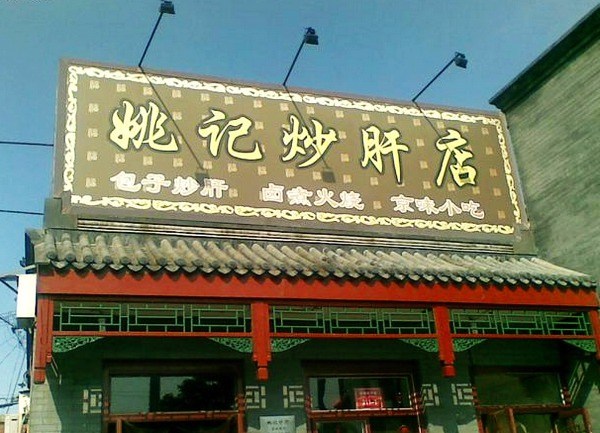 姚记炒肝店
包子炒肝 卤煮火烧 京味小吃